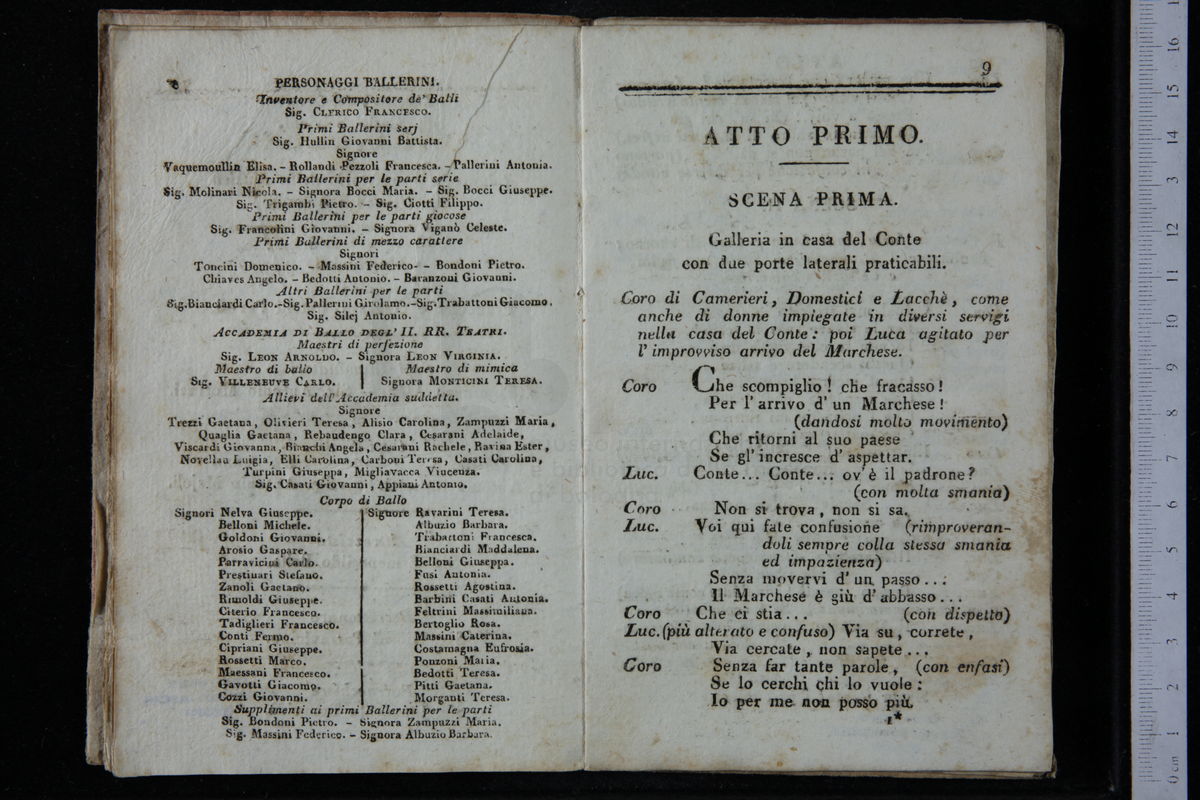 8
PERSONAGGI BALLERINI.
Inventore e Compositore de' Balli
Sig. CLERICO FRANCESCO.
Primi Ballerini serj
Sig. Hullin Giovanni Battista.
Signore
Vaquemoullin Elisa. - Rollandi Pezzoli Francesca. - Pallerini Antonia.
Primi Ballerini per le parti serie
Sig. Molinari Nicola. - Signora Bocci Maria. - Sig. Bocci Giuseppe.
Sig. Trigambi Pietro. - Sig. Ciotti Filippo.
Primi Ballerini per le parti giocose
Sig. Francolini Giovanni. - Signora Viganò Celeste.
Primi Ballerini di mezzo carattere
Signori
Toncini Domenico. - Massini Federico- - Bondoni Pietro.
Chiaves Angelo. - Bedotti Antonio. - Baranzoni Giovanni.
Altri Ballerini per le parti
Sig. Bianciardi Carlo.-Sig. Pallerini Girolamo.-Sig. Trabattoni Giacomo.
Sig. Silej Antonio.
ACCADEMIA DI BALLO DEGL' II. RR. TEATRI.
Maestri di perfezione
Sig. LEON ARNOLDO. - Signora LEON VIRGINIA.
Maestro di ballo | Maestro di mimica
Sig. VILLENEUVE CARLO. | Signora MONTICINI TERESA.
Allievi dell'Accademia suddetta.
Signore
Trezzi Gaetana, Olivieri Teresa, Alisio Carolina, Zampuzzi Maria,
Quaglia Gaetana, Rebaudengo Clara, Cesarani Adelaide,
Viscardi Giovanna, Bianchi Angela, Cesarani Rachele, Ravina Ester,
Novellau Luigia, Elli Carolina, Carboni Teresa, Casati Carolina,
Turpini Giuseppa, Migliavacca Vincenza.
Sig. Casati Giovanni, Appiani Antonio.
Corpo di Ballo
Signori Nelva Giuseppe. | Signore Ravarini Teresa.
Belloni Michele. | Albuzio Barbara.
Goldoni Giovanni. | Trabattoni Francesca.
Arosio Gaspare. | Bianciardi Maddalena.
Parravicini Carlo. | Belloni Giuseppa.
Prestinari Stefano. | Fusi Antonia.
Zanoli Gaetano. | Rossetti Agostina.
Rimoldi Giuseppe. | Barbini Casati Antonia.
Citerio Francesco. | Feltrini Massimiliana.
Tadiglieri Francesco. | Bertoglio Rosa.
Conti Fermo. | Massini Caterina.
Cipriani Giuseppe. | Costamagna Eufrosia.
Rossetti Marco. | Ponzoni Maria.
Maessani Francesco. | Bedotti Teresa.
Gavotti Giacomo. | Pitti Gaetana.
Cozzi Giovanni. | Morganti Teresa.
Supplimenti ai primi Ballerini per le parti
Sig. Bondoni Pietro. - Signora Zampuzzi Maria.
Sig. Massini Federico. - Signora Albuzio Barbara.
9
ATTO PRIMO.
SCENA PRIMA.
Galleria in casa del Conte
con due porte laterali praticabili.
Coro di Camerieri, Domestici e Lacchè, come
anche di donne impiegate in diversi servigi
nella casa del Conte: poi Luca agitato per
l' improvviso arrivo del Marchese.
Coro Che scompiglio! che fracasso!
Per l' arrivo d' un Marchese!
(dandosi molto movimento)
Che ritorni al suo paese
Se gl' incresce d' aspettar.
Luc. Conte... Conte... ov' è il padrone?
(con molta smania)
Coro Non si trova, non si sa.
Luc. Voi qui fate confusione (rimproveran-
doli sempre colla stessa smania
ed impazienza)
Senza movervi d' un passo...
Il Marchese è giù d' abbasso...
Coro Che ci stia... (con dispetto)
Luc. (più alterato e confuso) Via su, correte,
Via cercate, non sapete...
Coro Senza far tante parole, (con enfasi)
Se lo cerchi chi lo vuole:
Io per me non posso più.
1*
0 cm 1 2 3 4 5 6 7 8 9 10 11 12 3 14 15 16